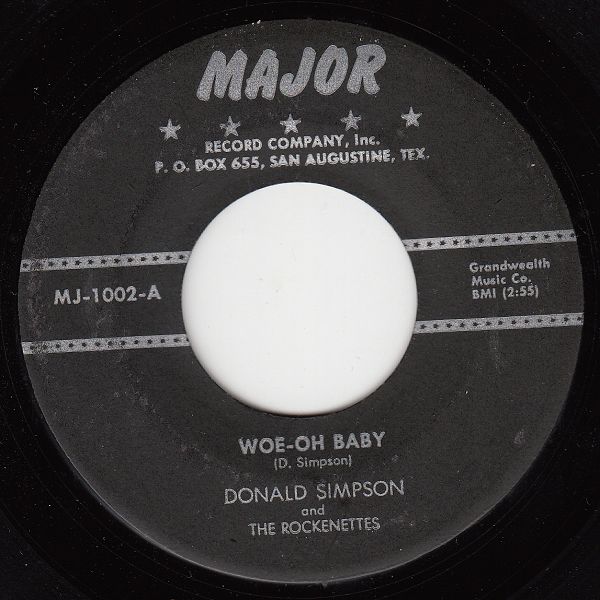 MAJOR
RECORD COMPANY, Inc.
P. O. BOX 655, SAN AUGUSTINE, TEX.
MJ-1002-A
Grandwealth
Music Co.
BMI (2:55)
WOE-OH BABY
(D. Simpson)
DONALD SIMPSON
and
THE ROCKENETTES